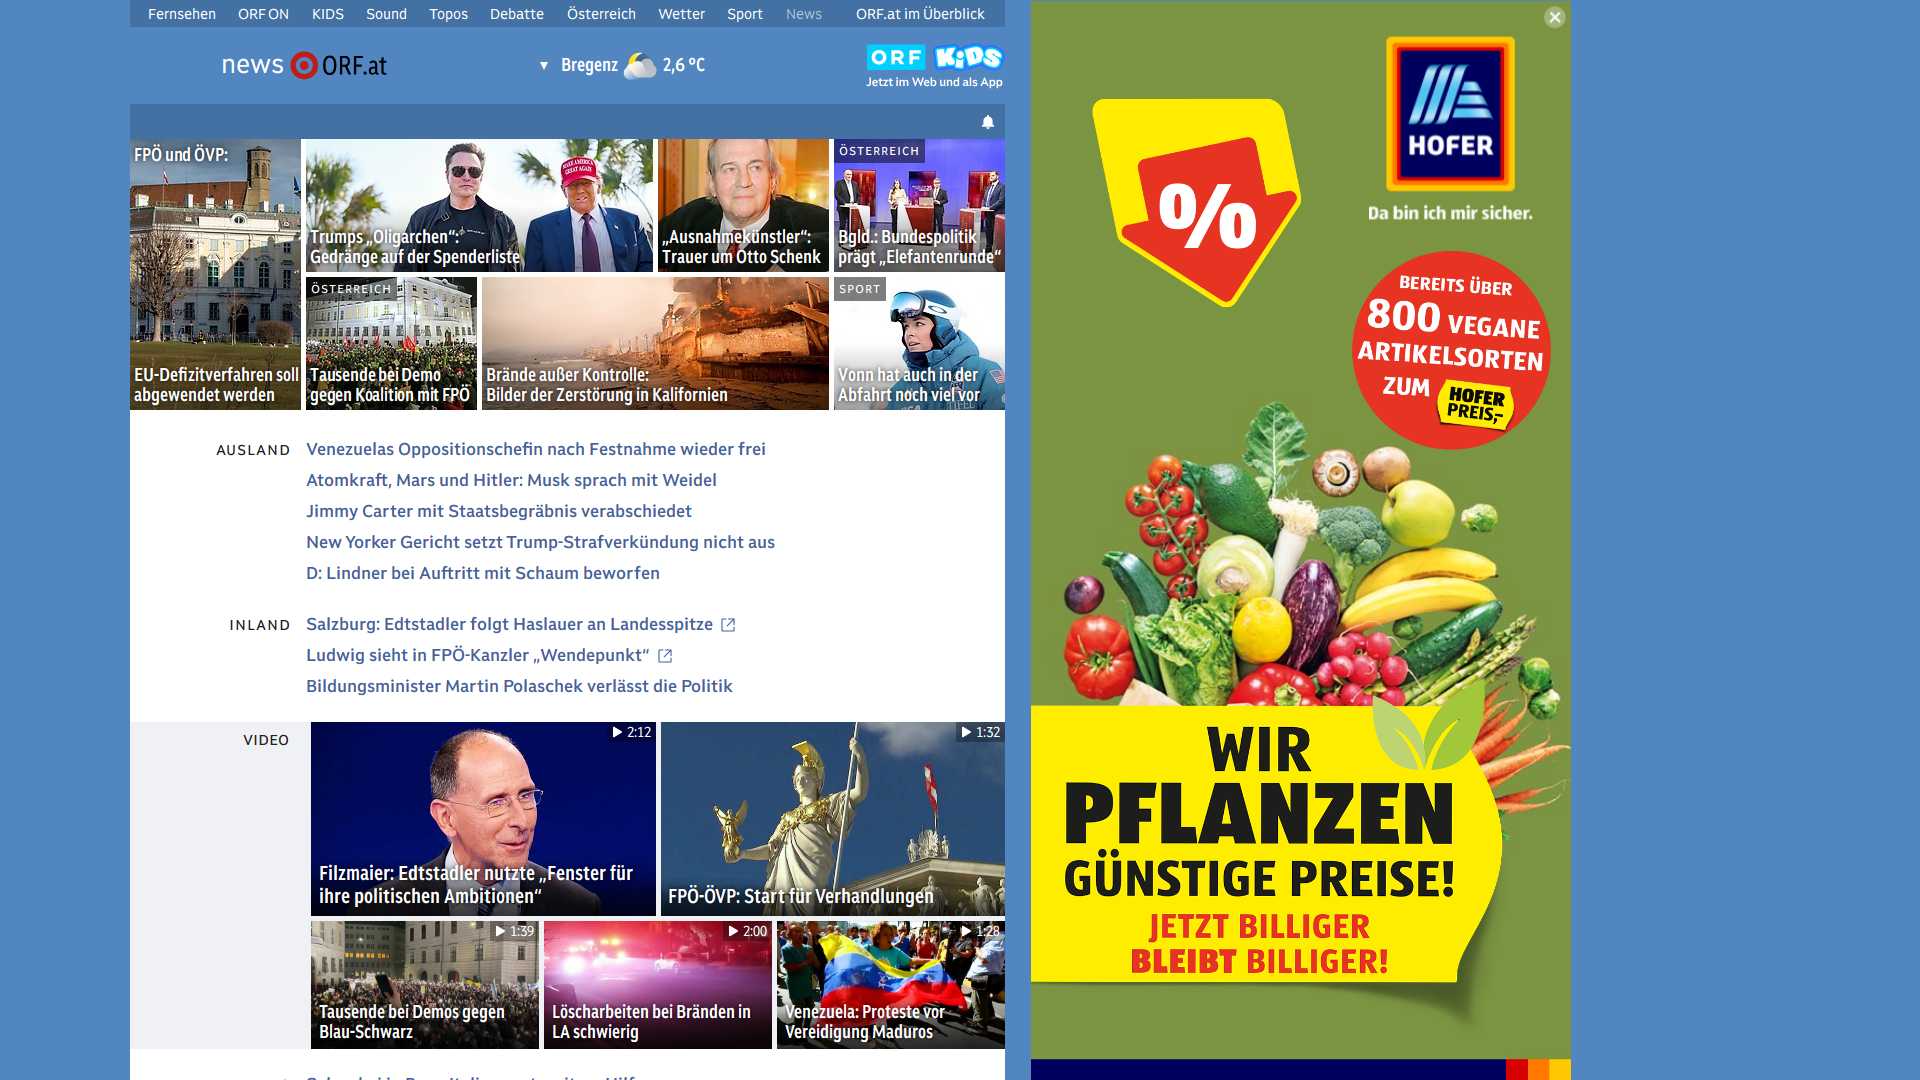 Fernsehen ORF ON KIDS Sound Topos Debatte Österreich Wetter Sport News ORF.at im Überblick
news ORF.at
▼ Bregenz 2,6 °C
ORF KiDS
Jetzt im Web und als App
FPÖ und ÖVP:
EU-Defizitverfahren soll
abgewendet werden
MAKE AMERICA
GREAT AGAIN
Trumps „Oligarchen“:
Gedränge auf der Spenderliste
„Ausnahmekünstler“:
Trauer um Otto Schenk
ÖSTERREICH
Bgld.: Bundespolitik
prägt „Elefantenrunde“
ÖSTERREICH
Tausende bei Demo
gegen Koalition mit FPÖ
Brände außer Kontrolle:
Bilder der Zerstörung in Kalifornien
SPORT
Vonn hat auch in der
Abfahrt noch viel vor
AUSLAND
Venezuelas Oppositionschefin nach Festnahme wieder frei
Atomkraft, Mars und Hitler: Musk sprach mit Weidel
Jimmy Carter mit Staatsbegräbnis verabschiedet
New Yorker Gericht setzt Trump-Strafverkündung nicht aus
D: Lindner bei Auftritt mit Schaum beworfen
INLAND
Salzburg: Edtstadler folgt Haslauer an Landesspitze
Ludwig sieht in FPÖ-Kanzler „Wendepunkt“
Bildungsminister Martin Polaschek verlässt die Politik
VIDEO
2:12
Filzmaier: Edtstadler nutzte „Fenster für
ihre politischen Ambitionen“
1:32
FPÖ-ÖVP: Start für Verhandlungen
1:39
Tausende bei Demos gegen
Blau-Schwarz
2:00
Löscharbeiten bei Bränden in
LA schwierig
1:28
Venezuela: Proteste vor
Vereidigung Maduros
%
HOFER
Da bin ich mir sicher.
BEREITS ÜBER
800 VEGANE
ARTIKELSORTEN
ZUM HOFER
PREIS,-
WIR
PFLANZEN
GÜNSTIGE PREISE!
JETZT BILLIGER
BLEIBT BILLIGER!